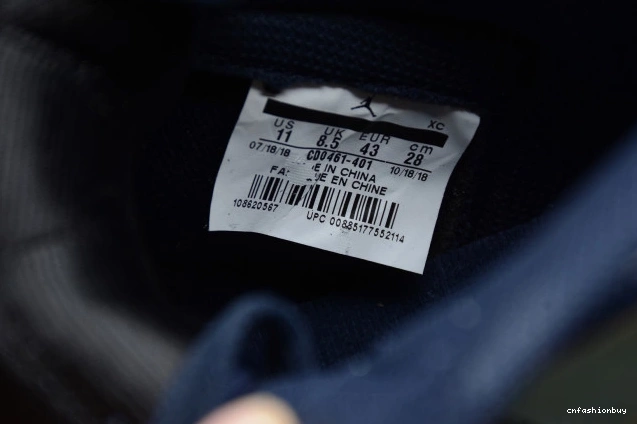 XC
US UK EUR cm
11 8.5 43 28
07/18/18 CD0461-401 10/18/18
FA: E IN CHINA
E EN CHINE
108620567 UPC 00885177552114
cnfashionbuy